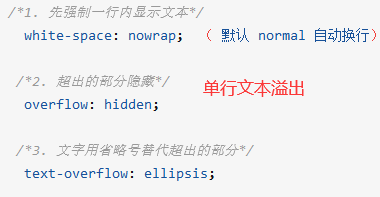 /*1. 先强制一行内显示文本*/
white-space: nowrap; （ 默认 normal 自动换行）
/*2. 超出的部分隐藏*/
overflow: hidden;
单行文本溢出
/*3. 文字用省略号替代超出的部分*/
text-overflow: ellipsis;